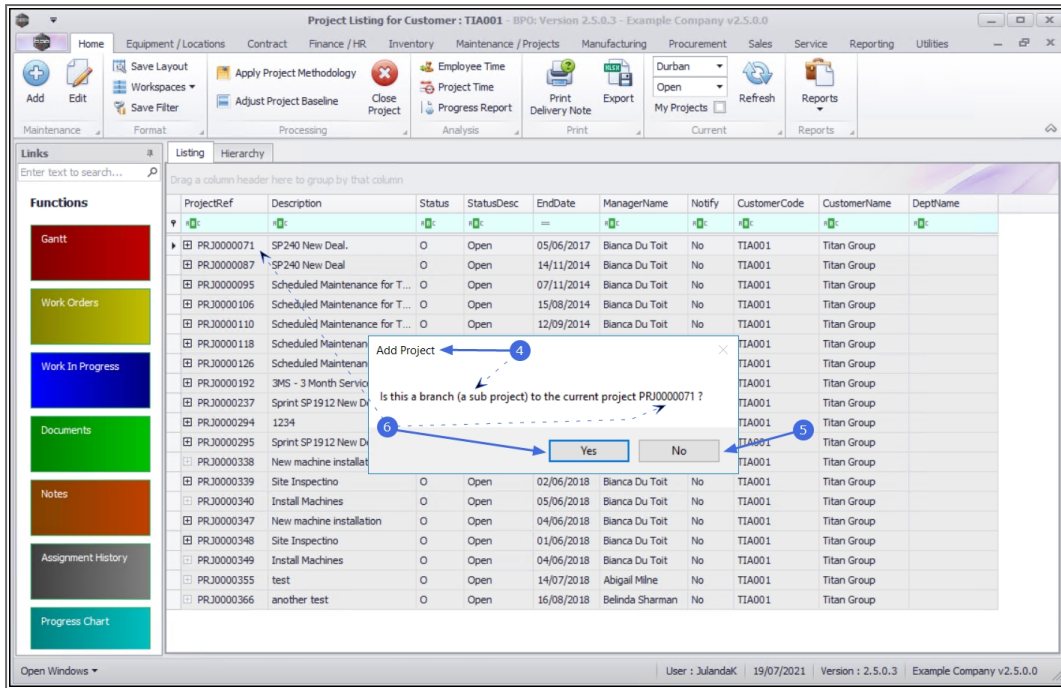 Project Listing for Customer : TIA001 - BPO: Version 2.5.0.3 - Example Company v2.5.0.0
Home Equipment / Locations Contract Finance / HR Inventory Maintenance / Projects Manufacturing Procurement Sales Service Reporting Utilities
Add
Edit
Save Layout
Workspaces
Save Filter
Apply Project Methodology
Adjust Project Baseline
Close Project
Employee Time
Project Time
Progress Report
Print Delivery Note
Export
Durban
Open
My Projects
Refresh
Reports
Maintenance Format Processing Analysis Print Current Reports
Links
Enter text to search...
Functions
Gantt
Work Orders
Work In Progress
Documents
Notes
Assignment History
Progress Chart
Listing Hierarchy
Drag a column header here to group by that column
ProjectRef Description Status StatusDesc EndDate ManagerName Notify CustomerCode CustomerName DeptName
PRJ0000071 SP240 New Deal. O Open 05/06/2017 Bianca Du Toit No TIA001 Titan Group
PRJ0000087 SP240 New Deal O Open 14/11/2014 Bianca Du Toit No TIA001 Titan Group
PRJ0000095 Scheduled Maintenance for T... O Open 07/11/2014 Bianca Du Toit No TIA001 Titan Group
PRJ0000106 Scheduled Maintenance for T... O Open 15/08/2014 Bianca Du Toit No TIA001 Titan Group
PRJ0000110 Scheduled Maintenance for T... O Open 12/09/2014 Bianca Du Toit No TIA001 Titan Group
PRJ0000118 Scheduled Maintenan TIA001 Titan Group
PRJ0000126 Scheduled Maintenan TIA001 Titan Group
PRJ0000192 3MS - 3 Month Service TIA001 Titan Group
PRJ0000237 Sprint SP1912 New De TIA001 Titan Group
PRJ0000294 1234 TIA001 Titan Group
PRJ0000295 Sprint SP1912 New De TIA001 Titan Group
PRJ0000338 New machine installat TIA001 Titan Group
PRJ0000339 Site Inspectino O Open 02/06/2018 Bianca Du Toit No TIA001 Titan Group
PRJ0000340 Install Machines O Open 05/06/2018 Bianca Du Toit No TIA001 Titan Group
PRJ0000347 New machine installation O Open 04/06/2018 Bianca Du Toit No TIA001 Titan Group
PRJ0000348 Site Inspectino O Open 01/06/2018 Bianca Du Toit No TIA001 Titan Group
PRJ0000349 Install Machines O Open 04/06/2018 Bianca Du Toit No TIA001 Titan Group
PRJ0000355 test O Open 14/07/2018 Abigail Milne No TIA001 Titan Group
PRJ0000366 another test O Open 16/08/2018 Belinda Sharman No TIA001 Titan Group
Add Project
4
Is this a branch (a sub project) to the current project PRJ0000071 ?
6
5
Yes No
Open Windows
User : JulandaK 19/07/2021 Version : 2.5.0.3 Example Company v2.5.0.0